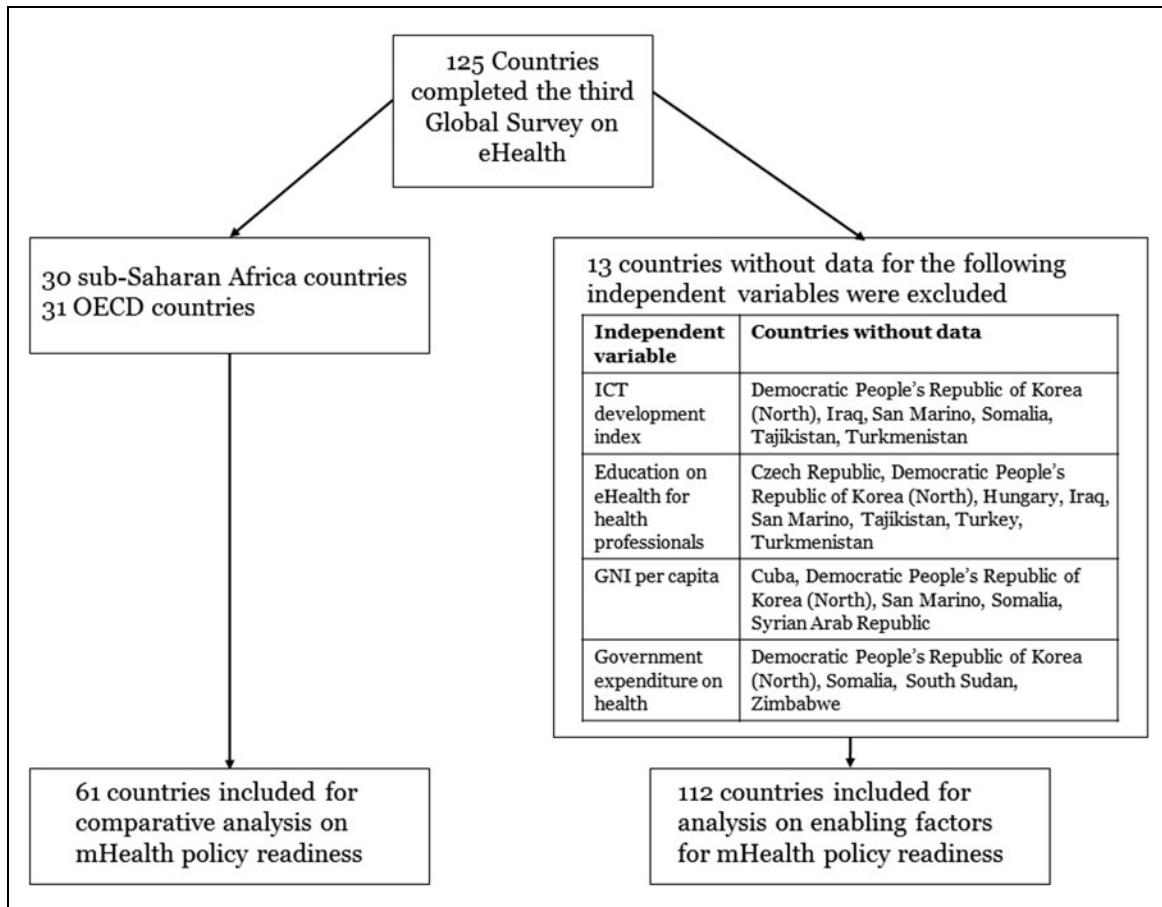 125 Countries
completed the third
Global Survey on
eHealth
30 sub-Saharan Africa countries
31 OECD countries
13 countries without data for the following
independent variables were excluded
Independent
variable
Countries without data
ICT
development
index
Democratic People's Republic of Korea
(North), Iraq, San Marino, Somalia,
Tajikistan, Turkmenistan
Education on
eHealth for
health
professionals
Czech Republic, Democratic People's
Republic of Korea (North), Hungary, Iraq,
San Marino, Tajikistan, Turkey,
Turkmenistan
GNI per capita
Cuba, Democratic People's Republic of
Korea (North), San Marino, Somalia,
Syrian Arab Republic
Government
expenditure on
health
Democratic People's Republic of Korea
(North), Somalia, South Sudan,
Zimbabwe
61 countries included for
comparative analysis on
mHealth policy readiness
112 countries included for
analysis on enabling factors
for mHealth policy readiness